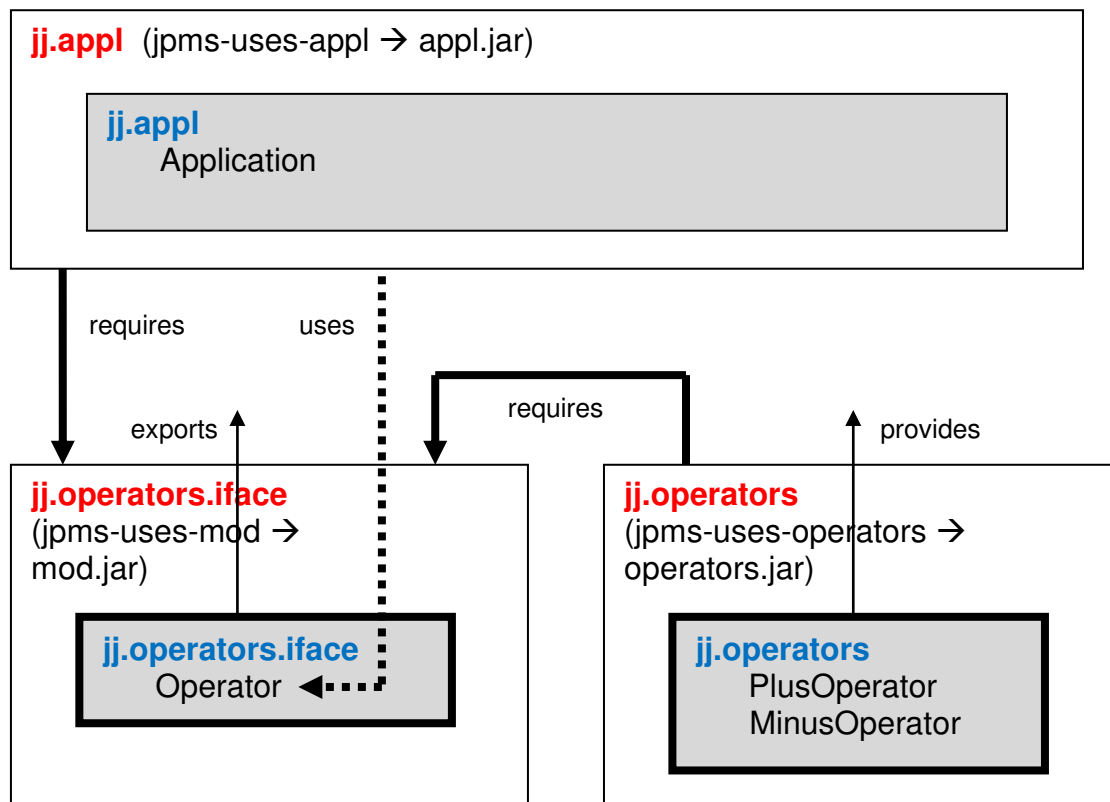 jj.appl (jpms-uses-appl → appl.jar)
jj.appl
Application
requires
uses
exports
requires
provides
jj.operators.iface
(jpms-uses-mod →
mod.jar)
jj.operators.iface
Operator
jj.operators
(jpms-uses-operators →
operators.jar)
jj.operators
PlusOperator
MinusOperator